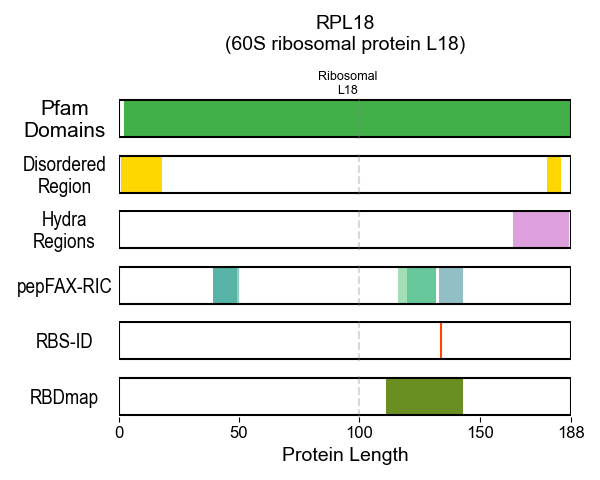 RPL18
(60S ribosomal protein L18)
Ribosomal
L18
Pfam
Domains
Disordered
Region
Hydra
Regions
pepFAX-RIC
RBS-ID
RBDmap
0 50 100 150 188
Protein Length